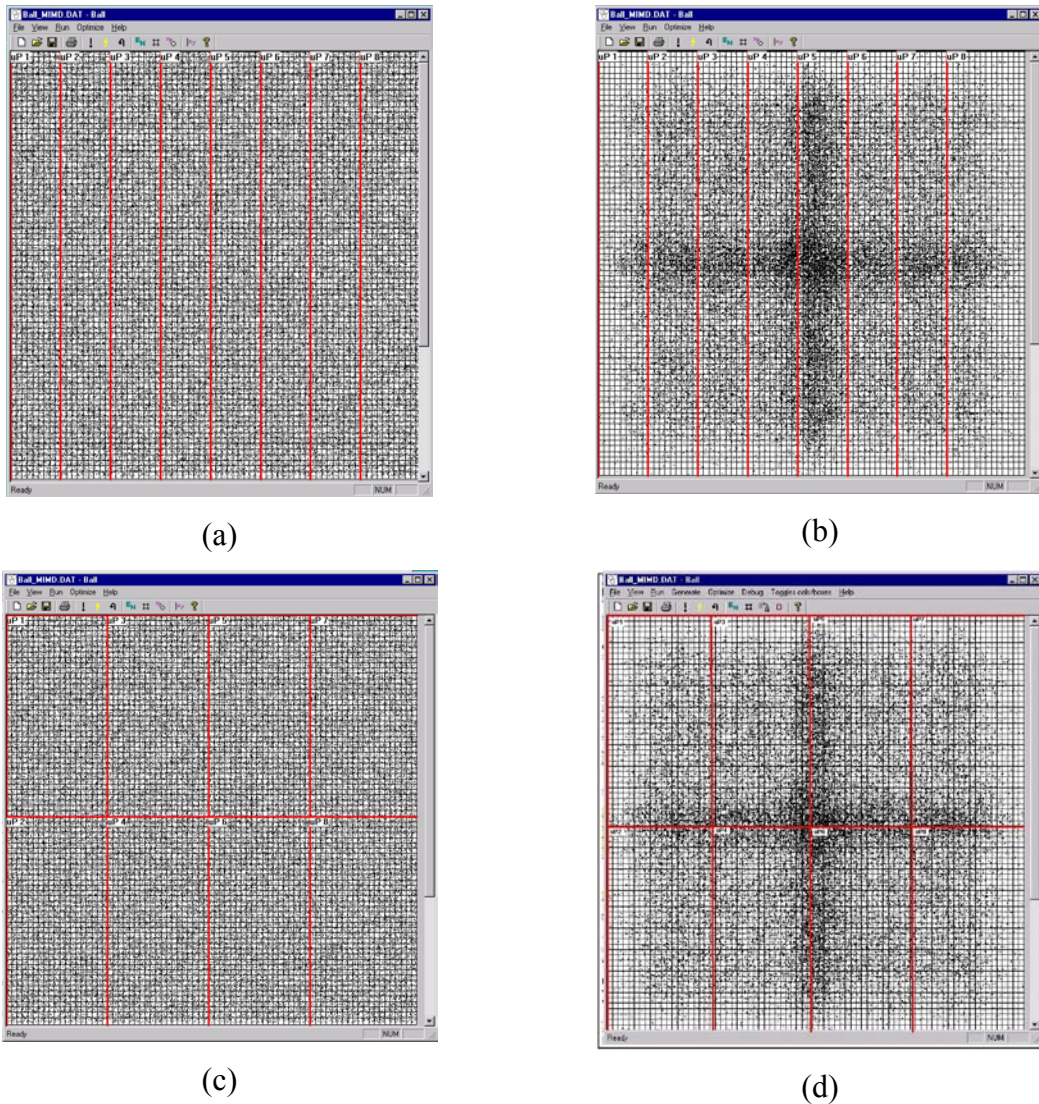 Ball_MIMD.DAT - Ball
File View Run Optimize Help
uP 1 uP 2 uP 3 uP 4 uP 5 uP 6 uP 7 uP 8
Ready NUM
(a)
Ball_MIMD.DAT - Ball
File View Run Optimize Help
uP 1 uP 2 uP 3 uP 4 uP 5 uP 6 uP 7 uP 8
Ready NUM
(b)
Ball_MIMD.DAT - Ball
File View Run Optimize Help
uP 1 uP 3 uP 5 uP 7
uP 2 uP 4 uP 6 uP 8
Ready NUM
(c)
Ball_MIMD.DAT - Ball
File View Run Generate Optimize Debug Toggles cells/boxes Help
Ready NUM
(d)